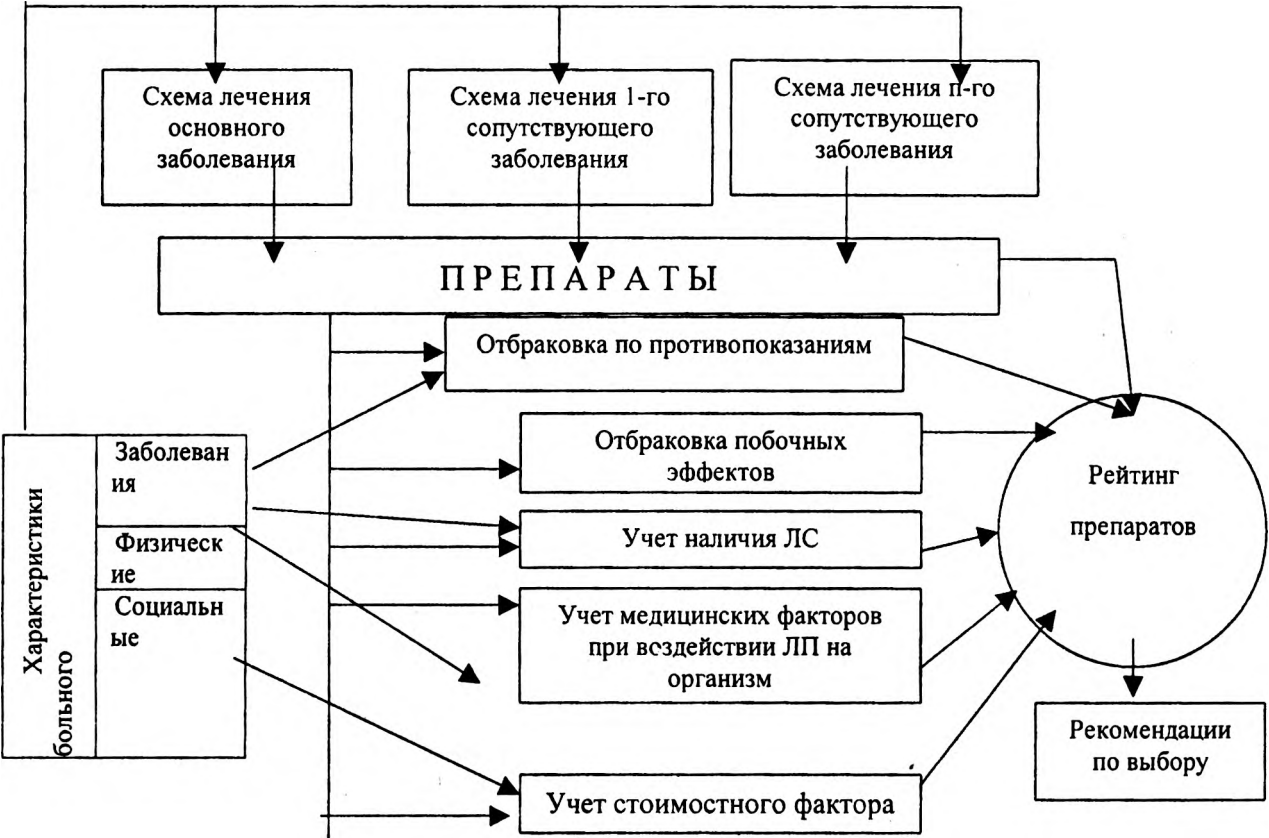 Схема лечения
основного
заболевания
Схема лечения 1-го
сопутствующего
заболевания
Схема лечения п-го
сопутствующего
заболевания
ПРЕПАРАТЫ
Отбраковка по противопоказаниям
Отбраковка побочных
эффектов
Учет наличия ЛС
Учет медицинских факторов
при воздействии ЛП на
организм
Учет стоимостного фактора
Характеристики
больного
Заболеван
ия
Физическ
ие
Социальн
ые
Рейтинг
препаратов
Рекомендации
по выбору